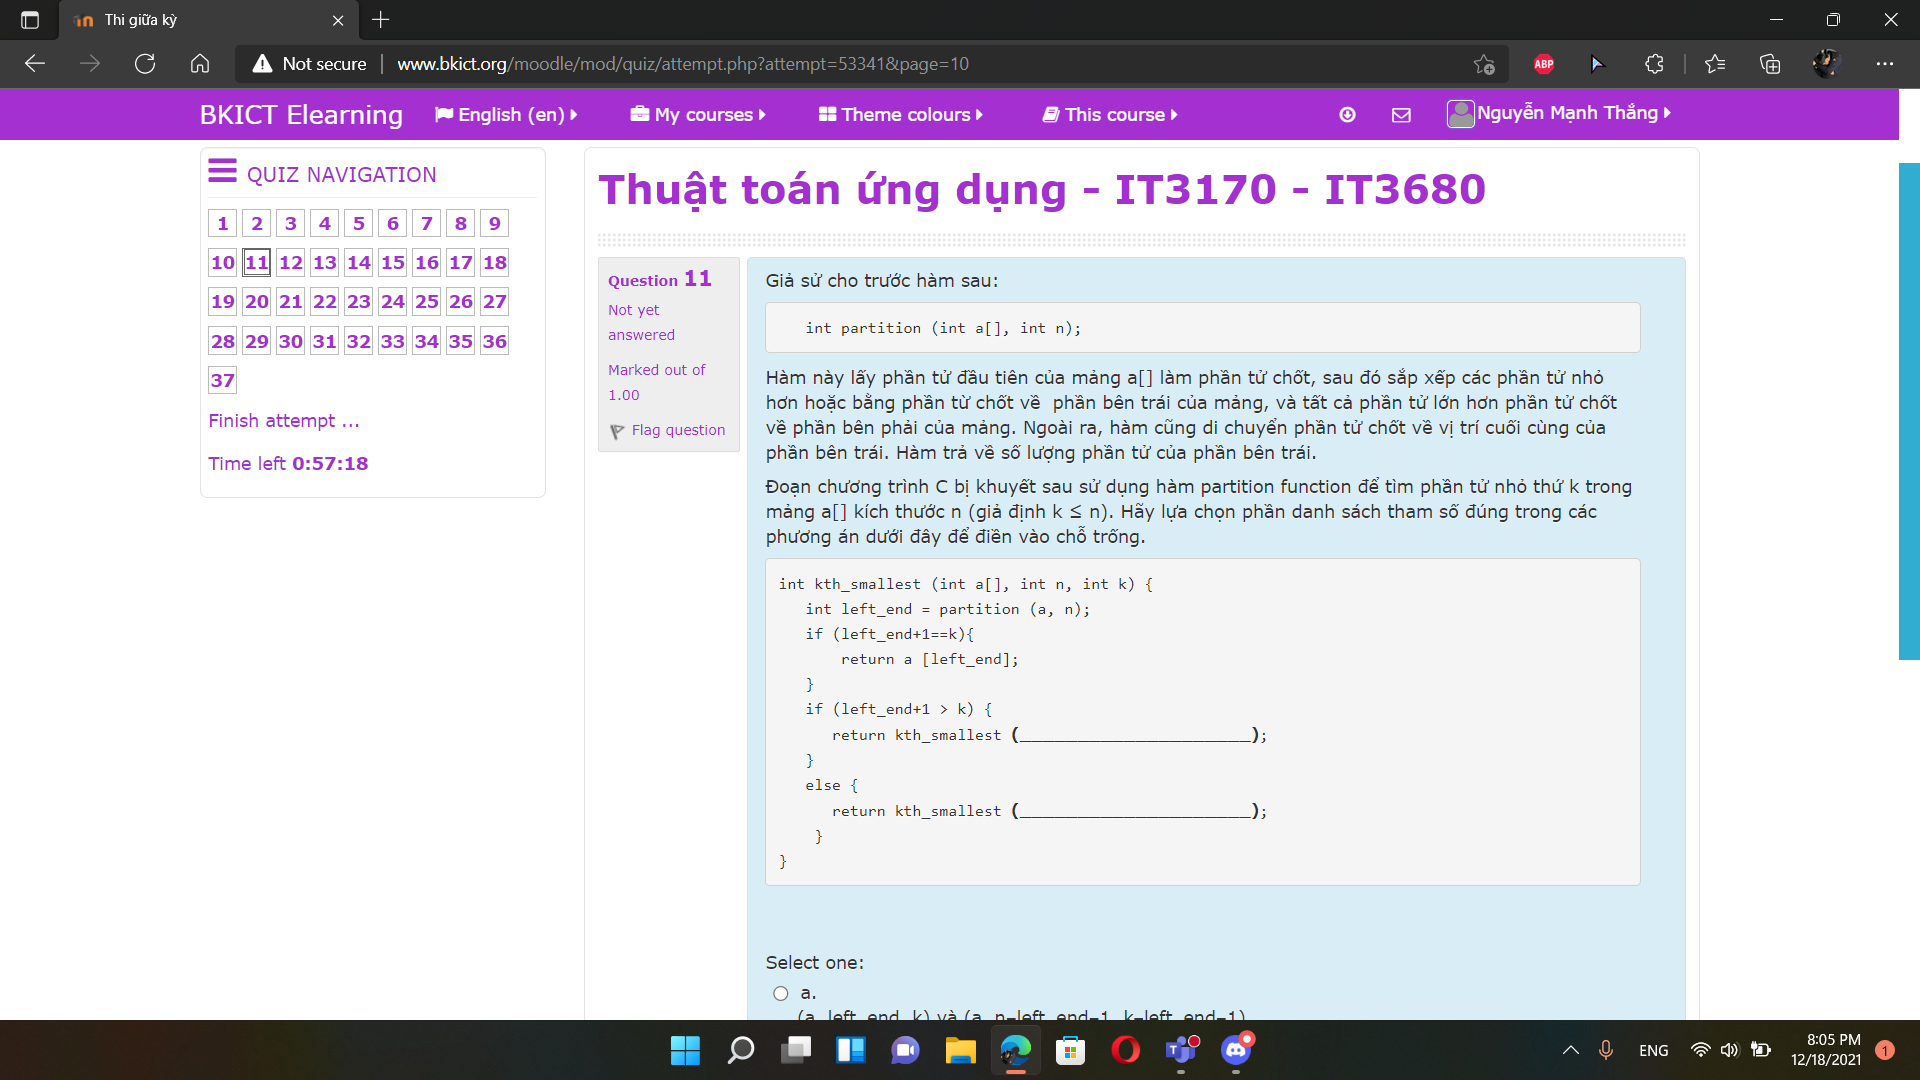 Thi giữa kỳ
Not secure
www.bkict.org/moodle/mod/quiz/attempt.php?attempt=53341&page=10
ABP
BKICT Elearning
English (en)
My courses
Theme colours
This course
Nguyễn Mạnh Thắng
QUIZ NAVIGATION
1 2 3 4 5 6 7 8 9
10 11 12 13 14 15 16 17 18
19 20 21 22 23 24 25 26 27
28 29 30 31 32 33 34 35 36
37
Finish attempt ...
Time left 0:57:18
Thuật toán ứng dụng - IT3170 - IT3680
Question 11
Not yet
answered
Marked out of
1.00
Flag question
Giả sử cho trước hàm sau:
int partition (int a[], int n);
Hàm này lấy phần tử đầu tiên của mảng a[] làm phần tử chốt, sau đó sắp xếp các phần tử nhỏ
hơn hoặc bằng phần từ chốt về  phần bên trái của mảng, và tất cả phần tử lớn hơn phần tử chốt
về phần bên phải của mảng. Ngoài ra, hàm cũng di chuyển phần tử chốt về vị trí cuối cùng của
phần bên trái. Hàm trả về số lượng phần tử của phần bên trái.
Đoạn chương trình C bị khuyết sau sử dụng hàm partition function để tìm phần tử nhỏ thứ k trong
mảng a[] kích thước n (giả định k ≤ n). Hãy lựa chọn phần danh sách tham số đúng trong các
phương án dưới đây để điền vào chỗ trống.
int kth_smallest (int a[], int n, int k) {
int left_end = partition (a, n);
if (left_end+1==k){
return a [left_end];
}
if (left_end+1 > k) {
return kth_smallest (______________________);
}
else {
return kth_smallest (______________________);
}
}
Select one:
a.
(a, left_end, k) và (a, n–left_end–1, k–left_end–1)
ENG
8:05 PM
12/18/2021
1